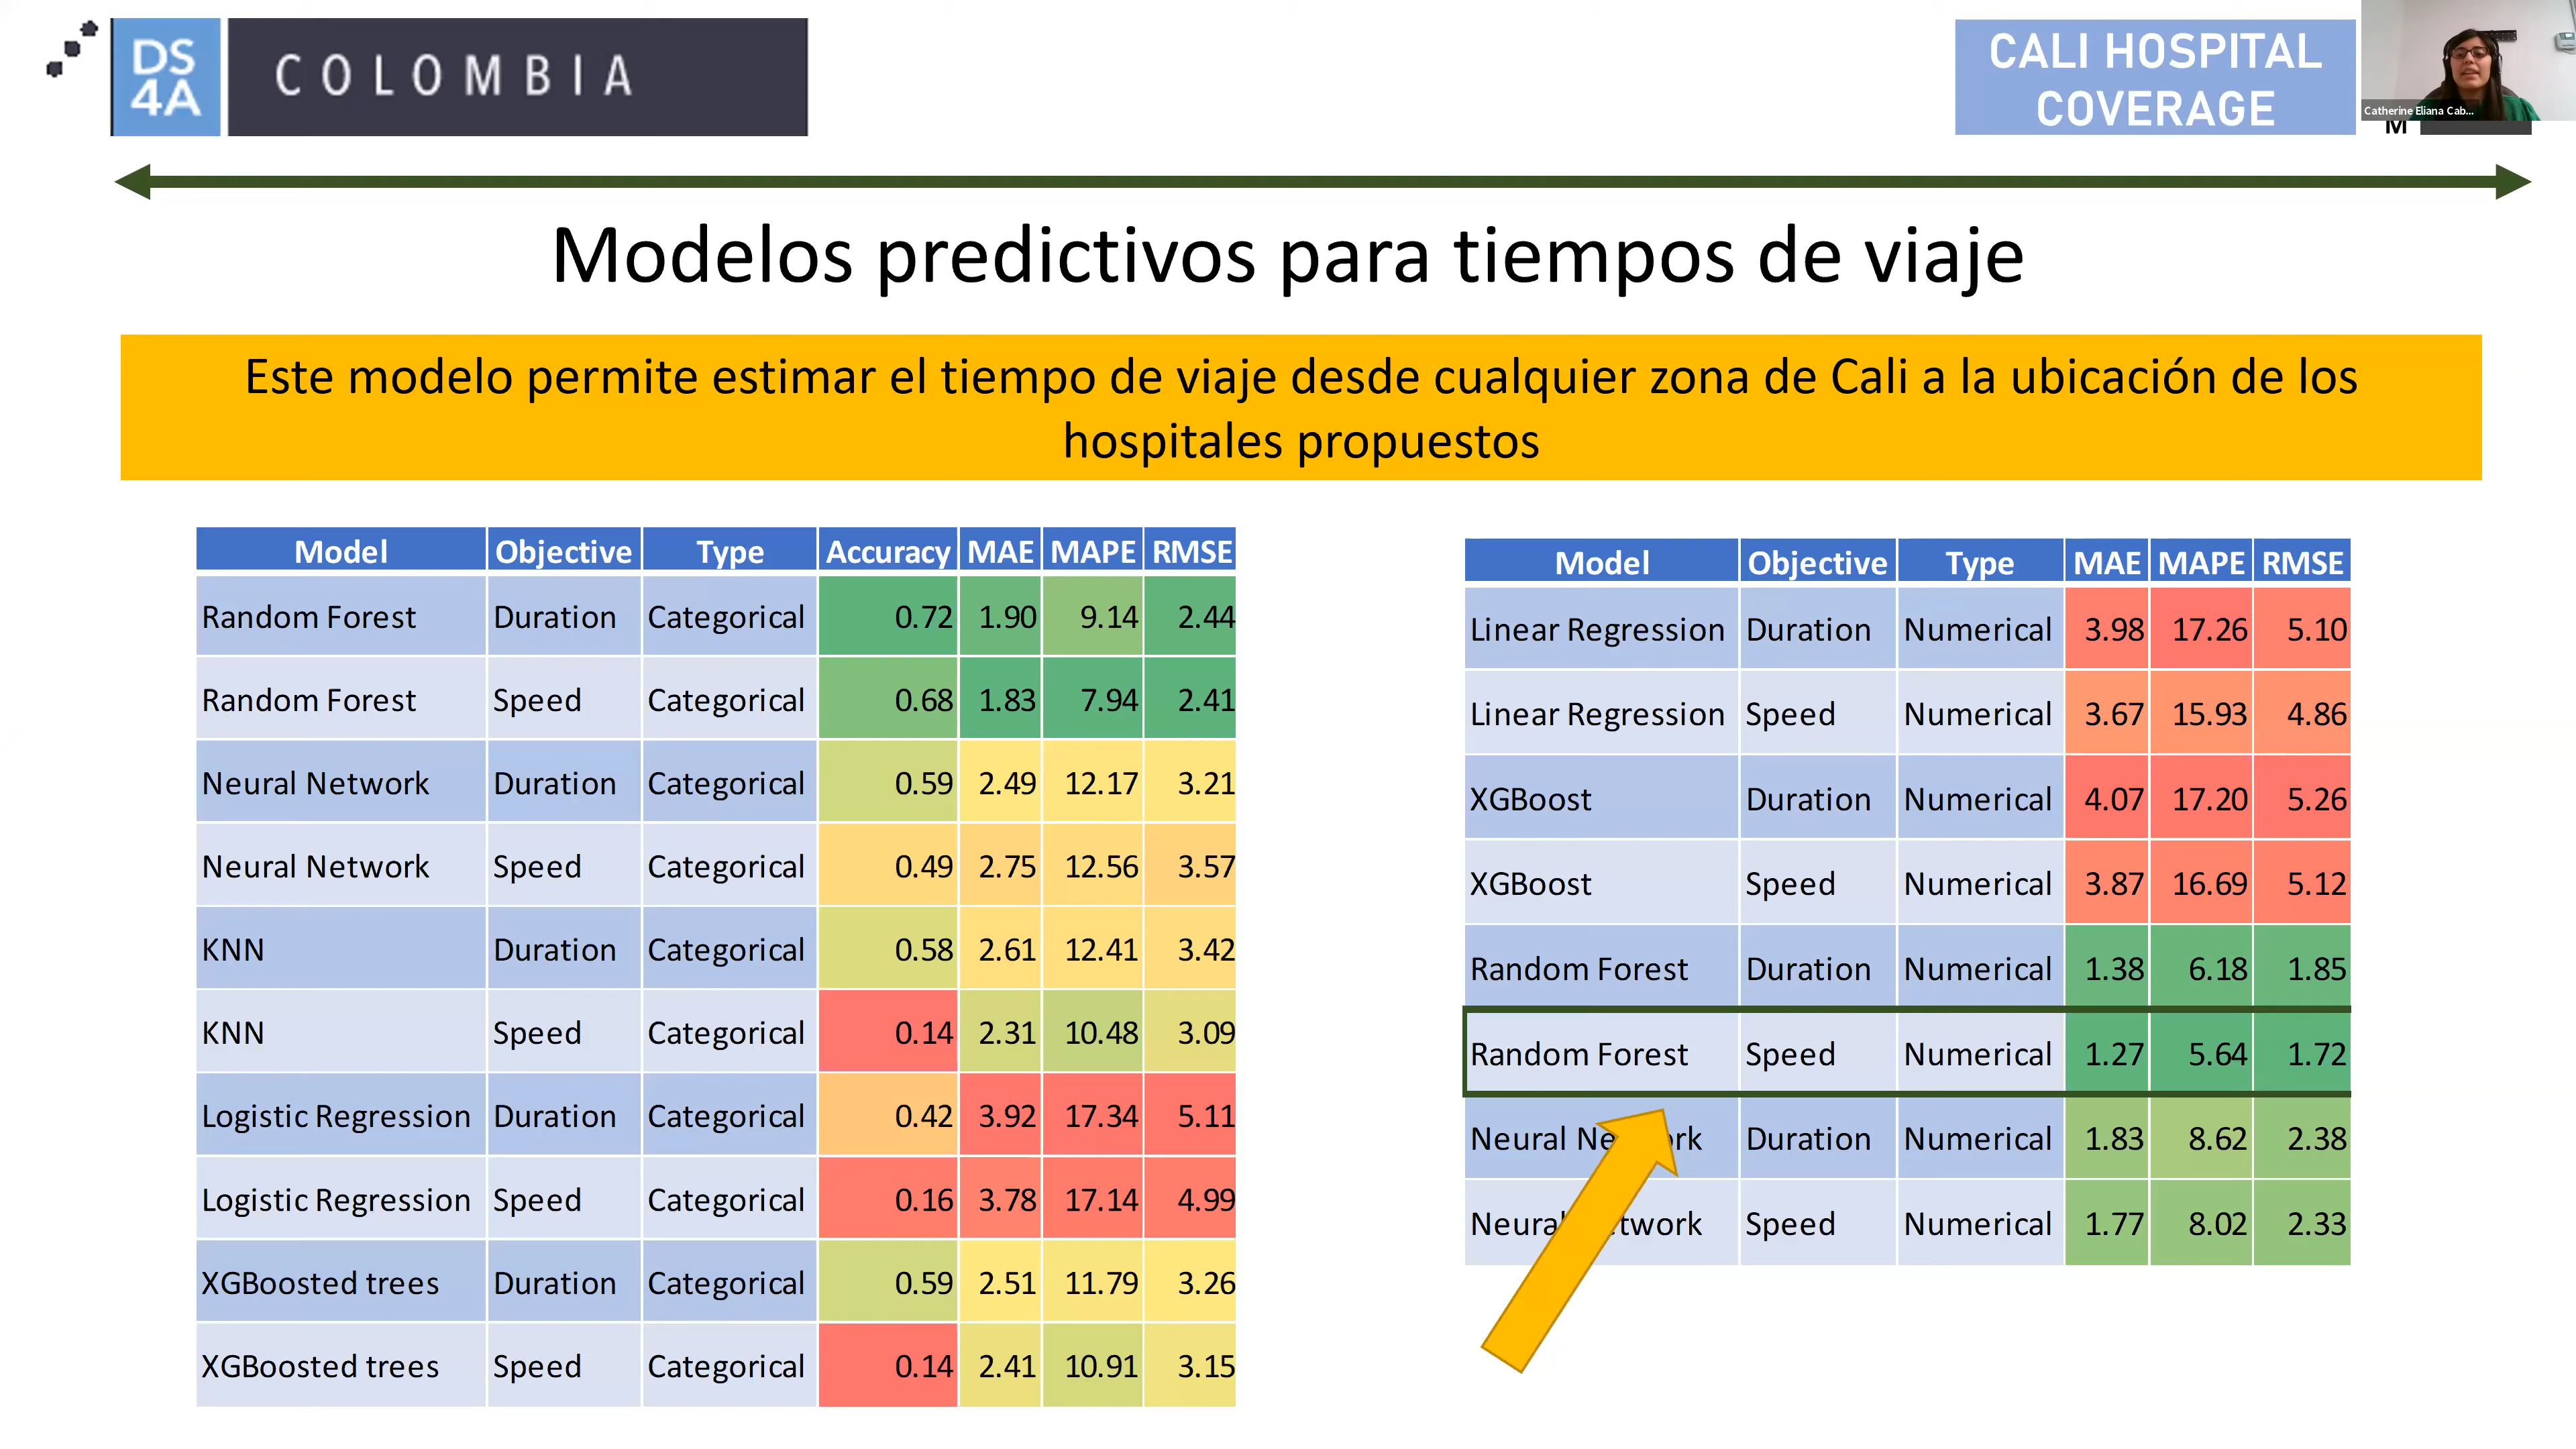 DS
4A
COLOMBIA
CALI HOSPITAL
COVERAGE
Catherine Eliana Cab...
M
Modelos predictivos para tiempos de viaje
Este modelo permite estimar el tiempo de viaje desde cualquier zona de Cali a la ubicación de los
hospitales propuestos
Model Objective Type Accuracy MAE MAPE RMSE
Random Forest Duration Categorical 0.72 1.90 9.14 2.44
Random Forest Speed Categorical 0.68 1.83 7.94 2.41
Neural Network Duration Categorical 0.59 2.49 12.17 3.21
Neural Network Speed Categorical 0.49 2.75 12.56 3.57
KNN Duration Categorical 0.58 2.61 12.41 3.42
KNN Speed Categorical 0.14 2.31 10.48 3.09
Logistic Regression Duration Categorical 0.42 3.92 17.34 5.11
Logistic Regression Speed Categorical 0.16 3.78 17.14 4.99
XGBoosted trees Duration Categorical 0.59 2.51 11.79 3.26
XGBoosted trees Speed Categorical 0.14 2.41 10.91 3.15
Model Objective Type MAE MAPE RMSE
Linear Regression Duration Numerical 3.98 17.26 5.10
Linear Regression Speed Numerical 3.67 15.93 4.86
XGBoost Duration Numerical 4.07 17.20 5.26
XGBoost Speed Numerical 3.87 16.69 5.12
Random Forest Duration Numerical 1.38 6.18 1.85
Random Forest Speed Numerical 1.27 5.64 1.72
Neural Network Duration Numerical 1.83 8.62 2.38
Neural Network Speed Numerical 1.77 8.02 2.33